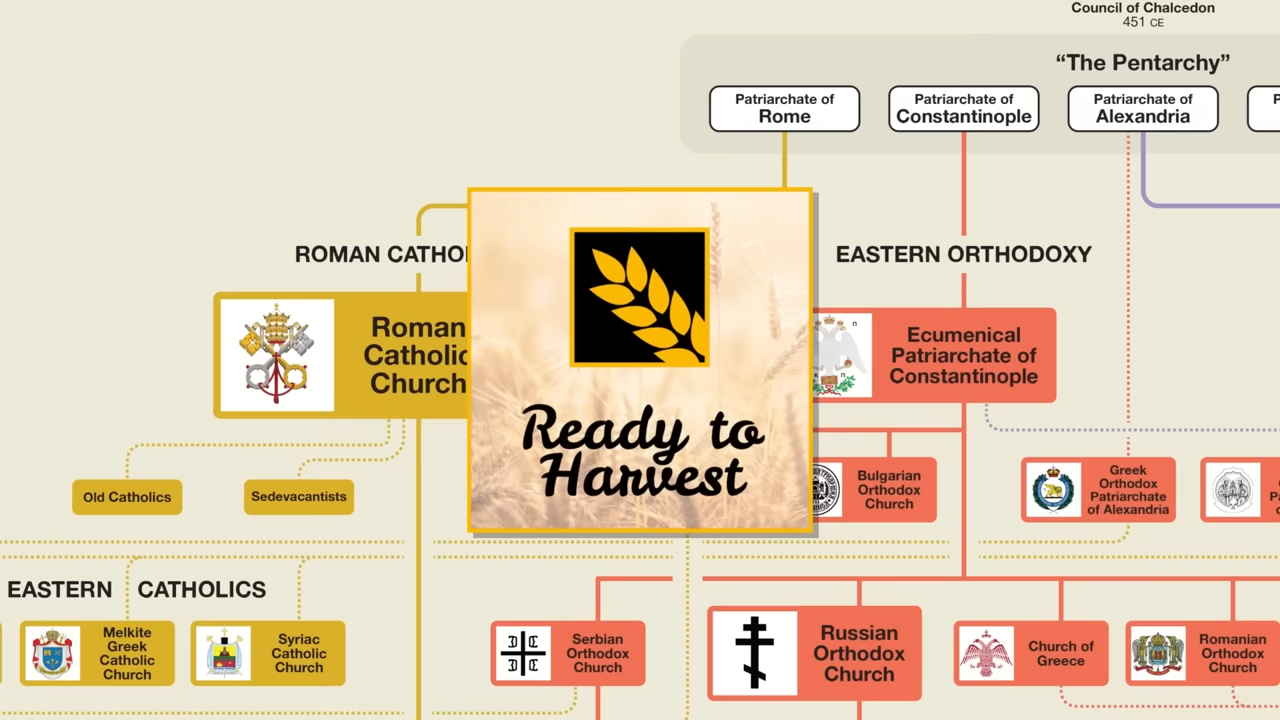 Council of Chalcedon
451 CE
“The Pentarchy”
Patriarchate of
Rome
Patriarchate of
Constantinople
Patriarchate of
Alexandria
P
ROMAN CATHOL
EASTERN ORTHODOXY
Roman
Catholic
Church
Ready to
Harvest
Ecumenical
Patriarchate of
Constantinople
Old Catholics
Sedevacantists
Bulgarian
Orthodox
Church
Greek
Orthodox
Patriarchate
of Alexandria
EASTERN CATHOLICS
Melkite
Greek
Catholic
Church
Syriac
Catholic
Church
Serbian
Orthodox
Church
Russian
Orthodox
Church
Church of
Greece
Romanian
Orthodox
Church